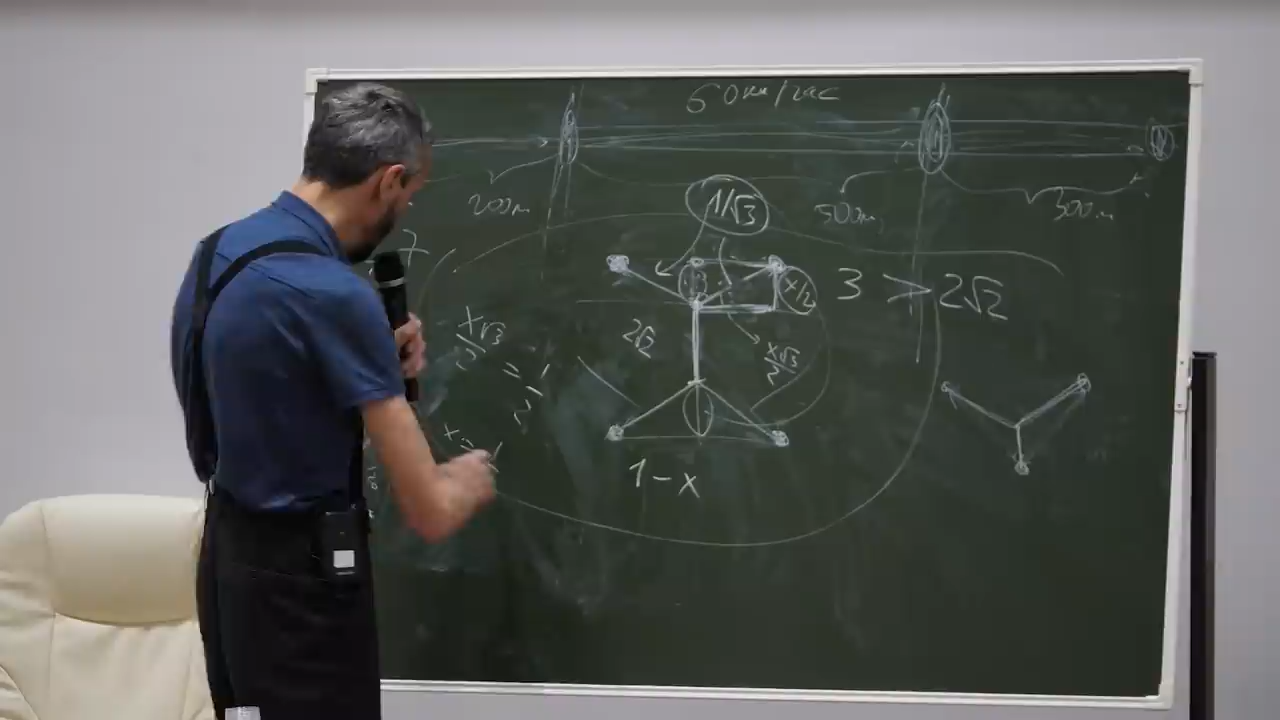 60 км/час
200м
500м
300м
1/√3
x/2
3 > 2√2
x√3
2
2√2
x√3
2
1-x